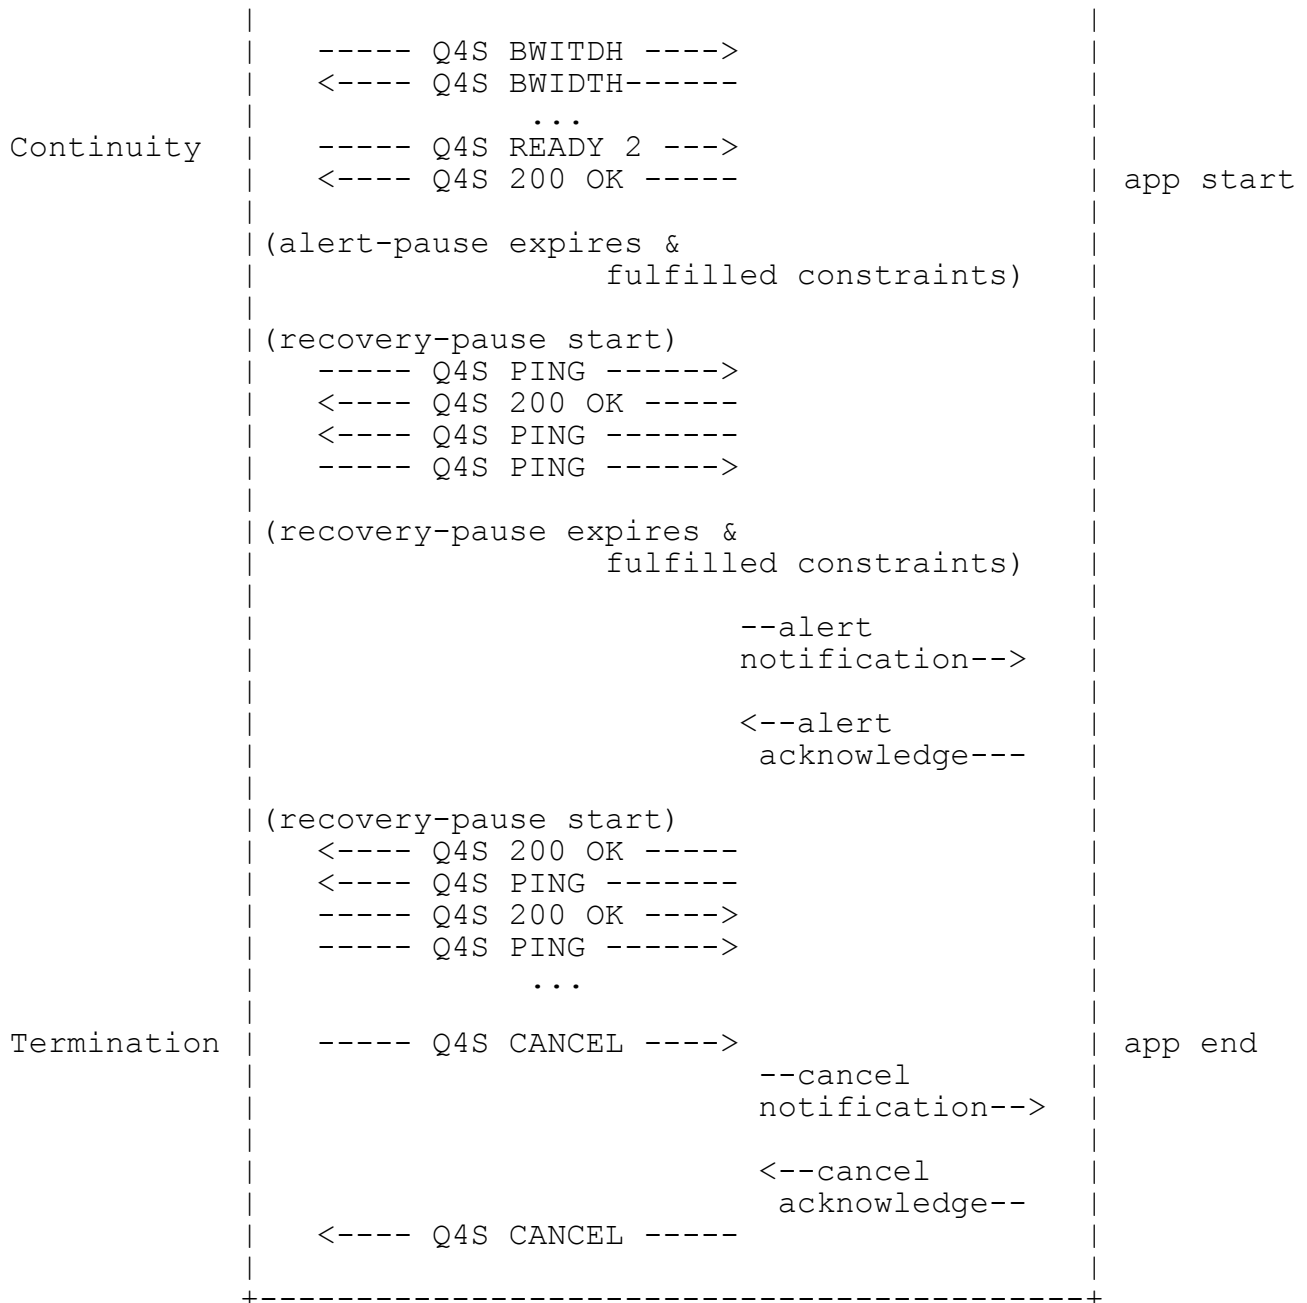 ----- Q4S BWITDH ---->
<---- Q4S BWIDTH------
...
Continuity | ----- Q4S READY 2 --->
<---- Q4S 200 OK ----- | app start
(alert-pause expires &
fulfilled constraints)
(recovery-pause start)
----- Q4S PING ------>
<---- Q4S 200 OK -----
<---- Q4S PING -------
----- Q4S PING ------>
(recovery-pause expires &
fulfilled constraints)
--alert
notification-->
<--alert
acknowledge---
(recovery-pause start)
<---- Q4S 200 OK -----
<---- Q4S PING -------
----- Q4S 200 OK ---->
----- Q4S PING ------>
...
Termination | ----- Q4S CANCEL ----> | app end
--cancel
notification-->
<--cancel
acknowledge--
<---- Q4S CANCEL -----
+-------------------------------------------+